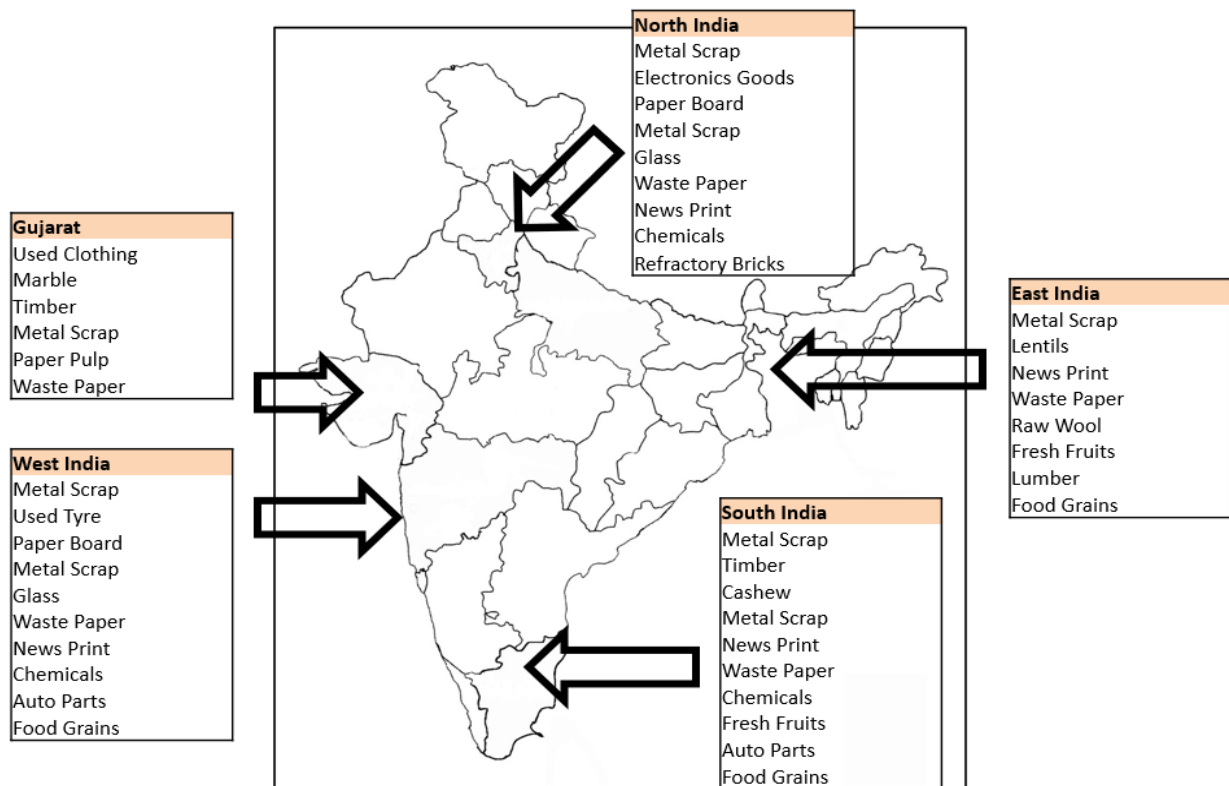 North India
Metal Scrap
Electronics Goods
Paper Board
Metal Scrap
Glass
Waste Paper
News Print
Chemicals
Refractory Bricks
Gujarat
Used Clothing
Marble
Timber
Metal Scrap
Paper Pulp
Waste Paper
East India
Metal Scrap
Lentils
News Print
Waste Paper
Raw Wool
Fresh Fruits
Lumber
Food Grains
West India
Metal Scrap
Used Tyre
Paper Board
Metal Scrap
Glass
Waste Paper
News Print
Chemicals
Auto Parts
Food Grains
South India
Metal Scrap
Timber
Cashew
Metal Scrap
News Print
Waste Paper
Chemicals
Fresh Fruits
Auto Parts
Food Grains